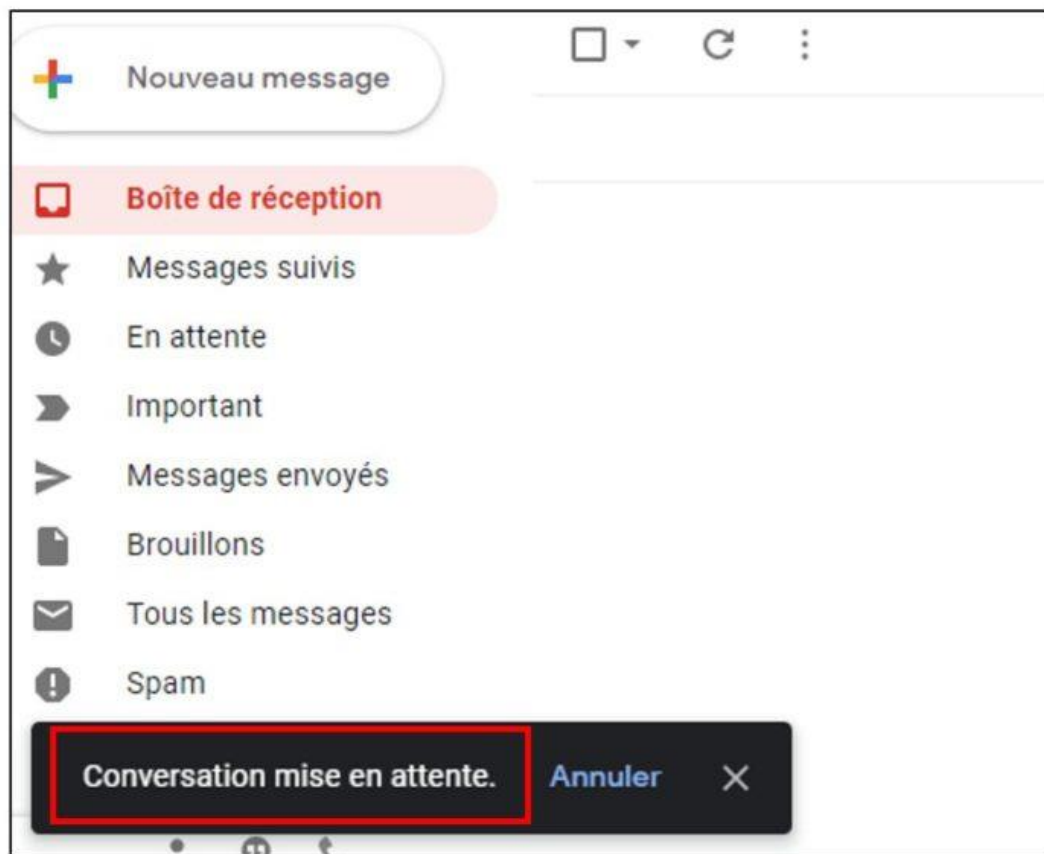 Nouveau message
Boîte de réception
Messages suivis
En attente
Important
Messages envoyés
Brouillons
Tous les messages
Spam
Conversation mise en attente. Annuler